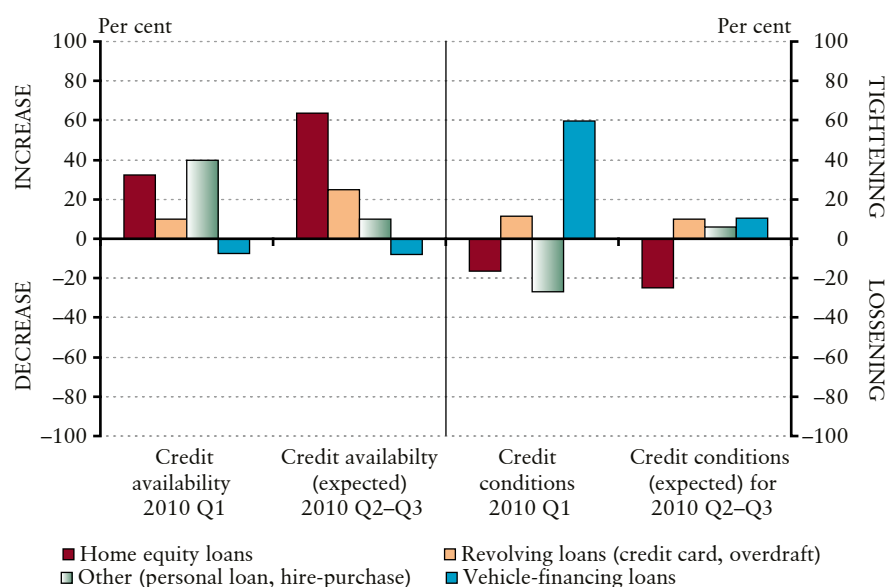 Per cent
Per cent
100
80
60
40
20
0
−20
−40
−60
−80
−100
100
80
60
40
20
0
−20
−40
−60
−80
−100
INCREASE
DECREASE
TIGHTENING
LOSSENING
Credit
availability
2010 Q1
Credit availabilty
(expected)
2010 Q2–Q3
Credit
conditions
2010 Q1
Credit conditions
(expected) for
2010 Q2–Q3
Home equity loans
Revolving loans (credit card, overdraft)
Other (personal loan, hire-purchase)
Vehicle-financing loans